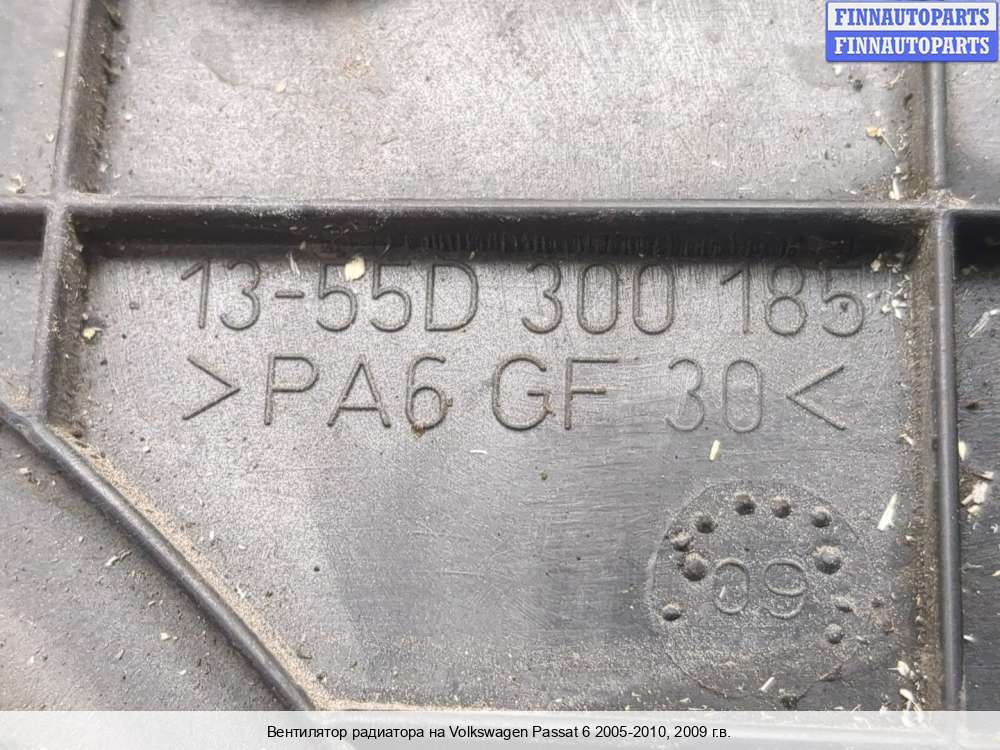 FINNAUTOPARTS
FINNAUTOPARTS
13-55D 300 185
>PA6 GF 30<
09
Вентилятор радиатора на Volkswagen Passat 6 2005-2010, 2009 г.в.